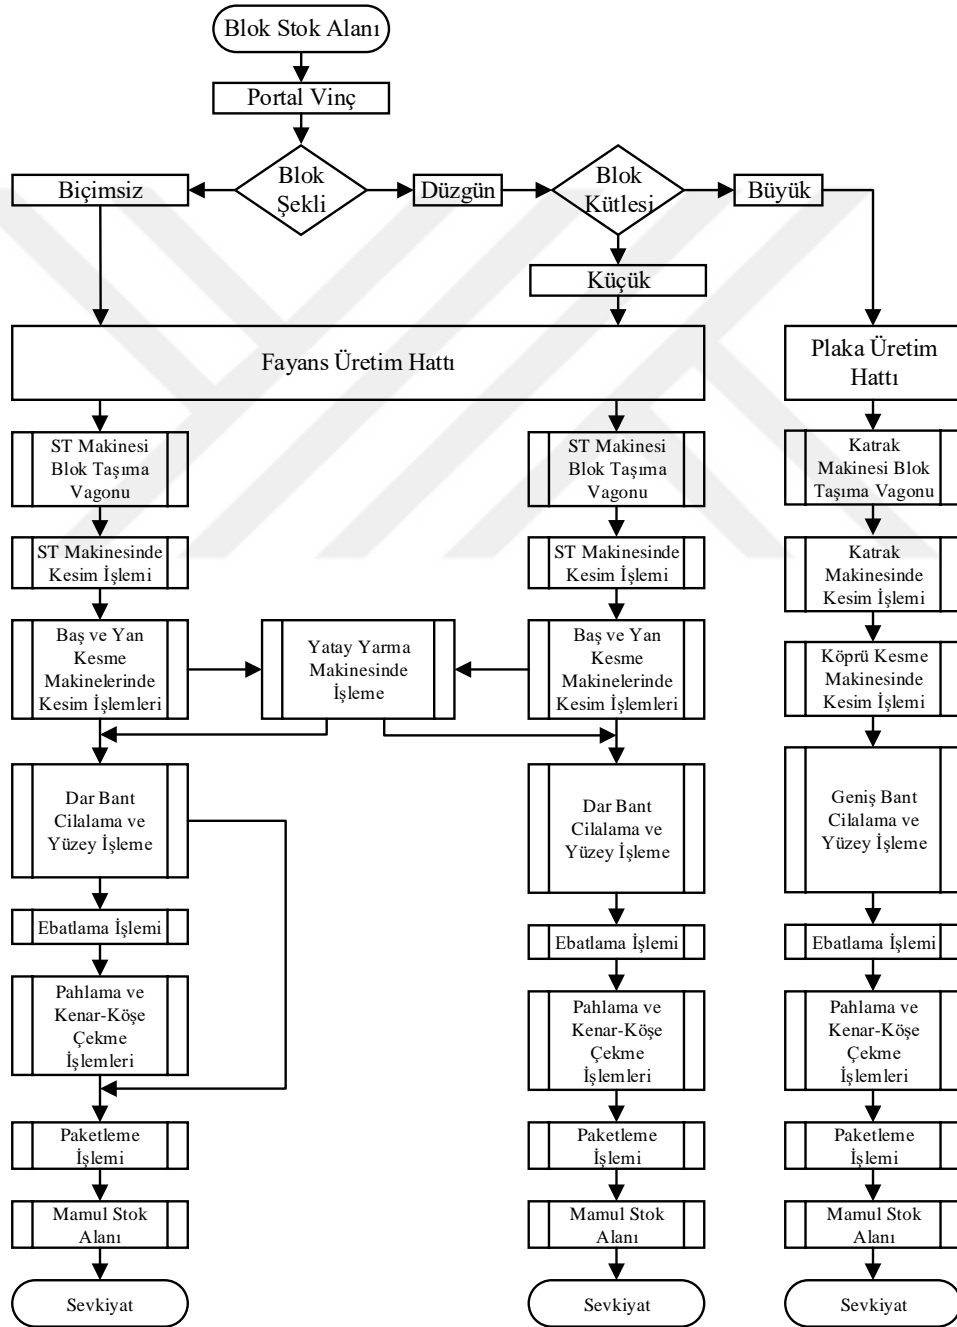 Blok Stok Alanı
Portal Vinç
Biçimsiz
Blok
Şekli
Düzgün
Blok
Kütlesi
Büyük
Küçük
Fayans Üretim Hattı
Plaka Üretim
Hattı
ST Makinesi
Blok Taşıma
Vagonu
ST Makinesi
Blok Taşıma
Vagonu
Katrak
Makinesi Blok
Taşıma Vagonu
ST Makinesinde
Kesim İşlemi
ST Makinesinde
Kesim İşlemi
Katrak
Makinesinde
Kesim İşlemi
Baş ve Yan
Kesme
Makinelerinde
Kesim İşlemleri
Yatay Yarma
Makinesinde
İşleme
Baş ve Yan
Kesme
Makinelerinde
Kesim İşlemleri
Köprü Kesme
Makinesinde
Kesim İşlemi
Dar Bant
Cilalama ve
Yüzey İşleme
Dar Bant
Cilalama ve
Yüzey İşleme
Geniş Bant
Cilalama ve
Yüzey İşleme
Ebatlama İşlemi
Ebatlama İşlemi
Ebatlama İşlemi
Pahlama ve
Kenar-Köşe
Çekme
İşlemleri
Pahlama ve
Kenar-Köşe
Çekme
İşlemleri
Pahlama ve
Kenar-Köşe
Çekme
İşlemleri
Paketleme
İşlemi
Paketleme
İşlemi
Paketleme
İşlemi
Mamul Stok
Alanı
Mamul Stok
Alanı
Mamul Stok
Alanı
Sevkiyat
Sevkiyat
Sevkiyat